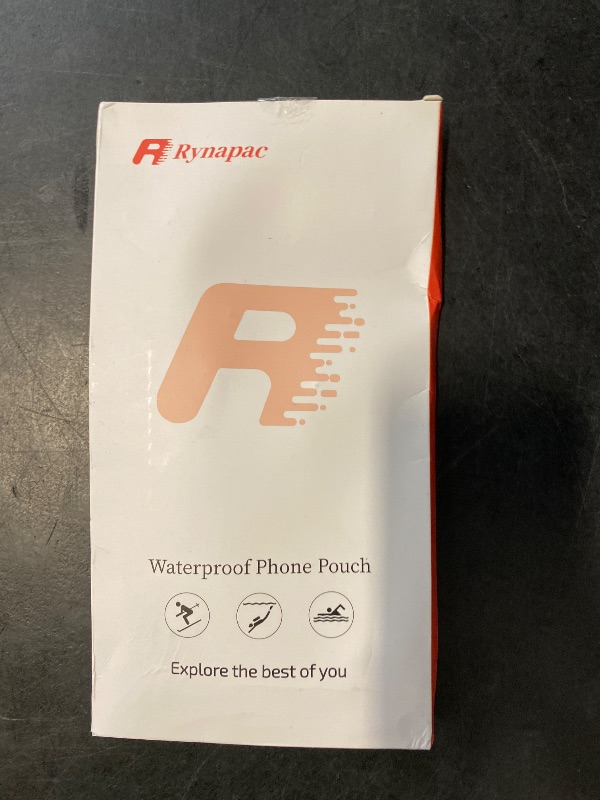 Rynapac
Waterproof Phone Pouch
Explore the best of you